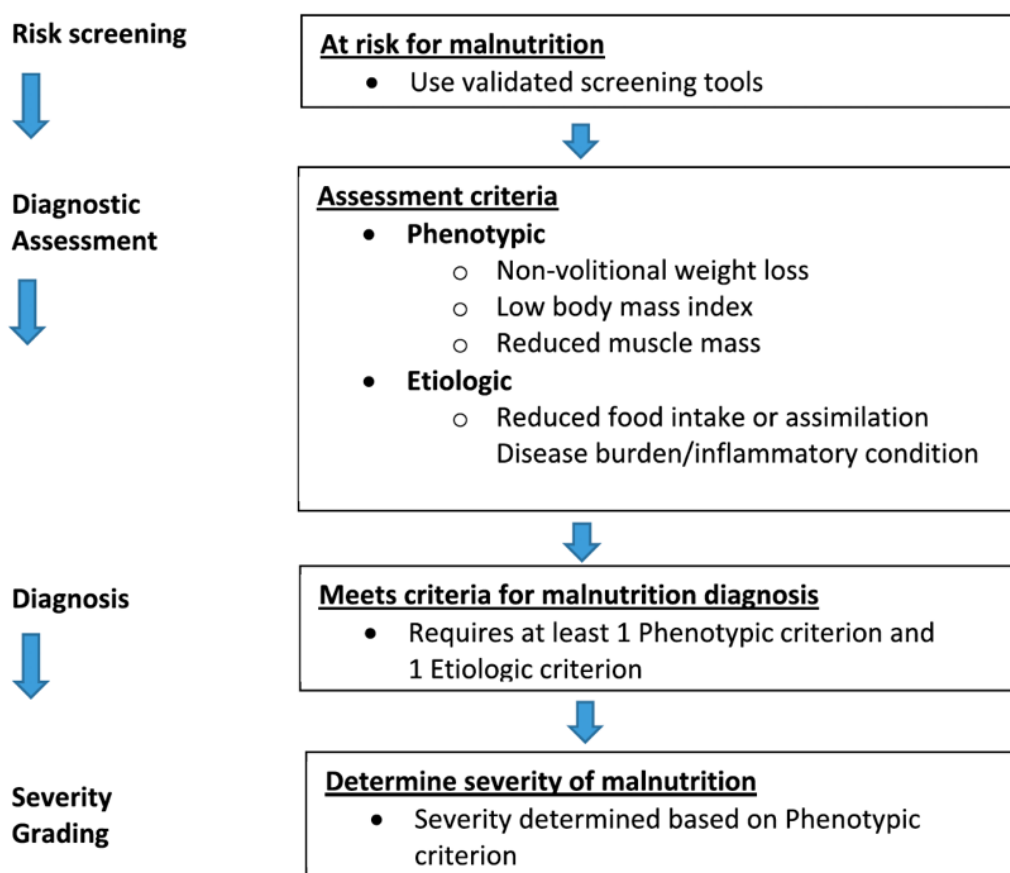 Risk screening
At risk for malnutrition
• Use validated screening tools
Diagnostic
Assessment
Assessment criteria
• Phenotypic
o Non-volitional weight loss
o Low body mass index
o Reduced muscle mass
• Etiologic
o Reduced food intake or assimilation
Disease burden/inflammatory condition
Diagnosis
Meets criteria for malnutrition diagnosis
• Requires at least 1 Phenotypic criterion and
1 Etiologic criterion
Severity
Grading
Determine severity of malnutrition
• Severity determined based on Phenotypic
criterion